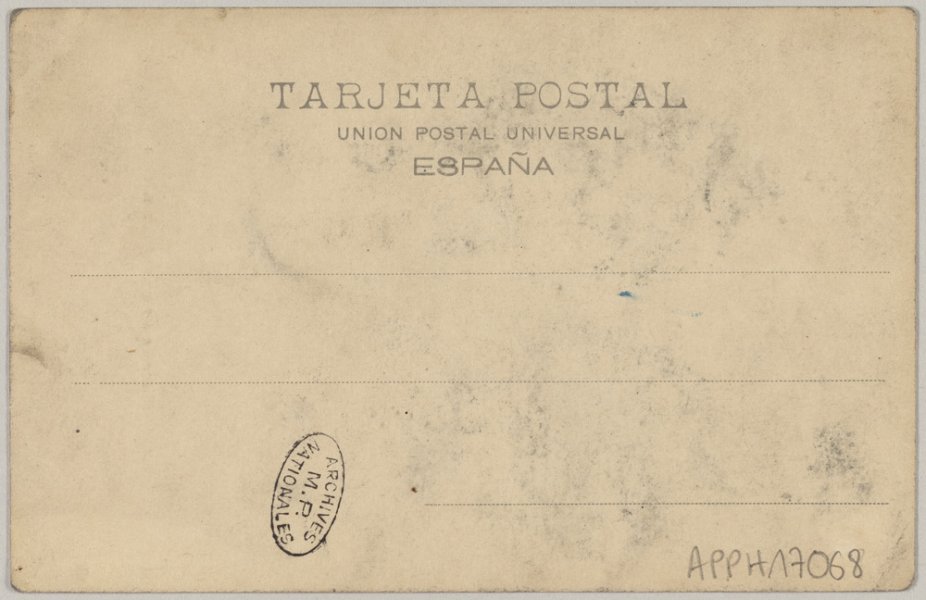 TARJETA POSTAL
UNION POSTAL UNIVERSAL
ESPAÑA
ARCHIVES
M.P.
NATIONALES
APPH17068